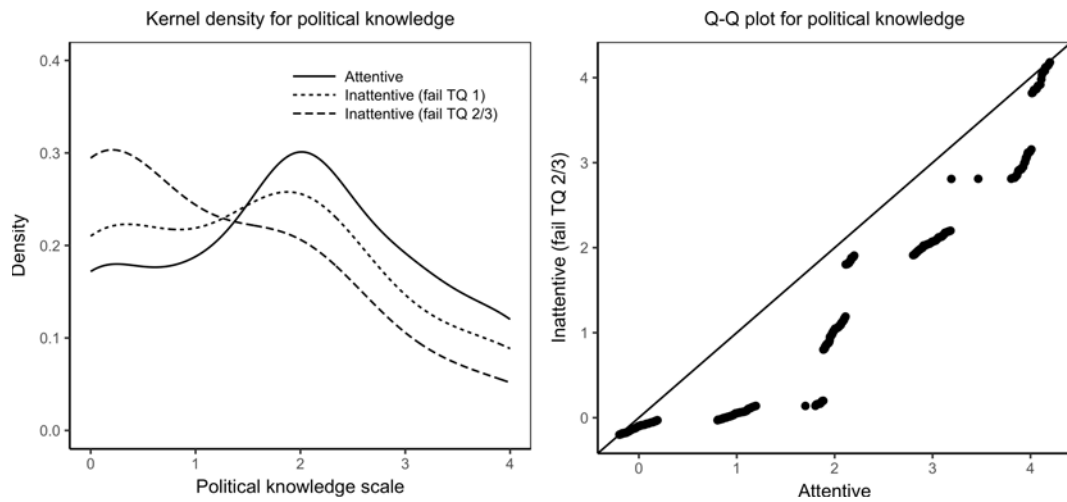 Kernel density for political knowledge
0.4
0.3
0.2
0.1
0.0
Density
Attentive
Inattentive (fail TQ 1)
Inattentive (fail TQ 2/3)
0 1 2 3 4
Political knowledge scale
Q-Q plot for political knowledge
4
3
2
1
0
Inattentive (fail TQ 2/3)
0 1 2 3 4
Attentive